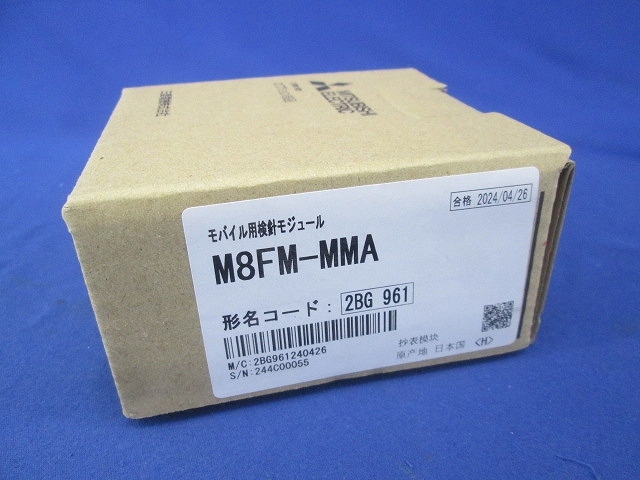 MITSUBISHI
ELECTRIC
合格 2024/04/26
モバイル用検針モジュール
M8FM-MMA
形名コード: 2BG 961
M/C:2BG961240426
S/N:244C00055
抄表模块
原产地 日本国 <H>